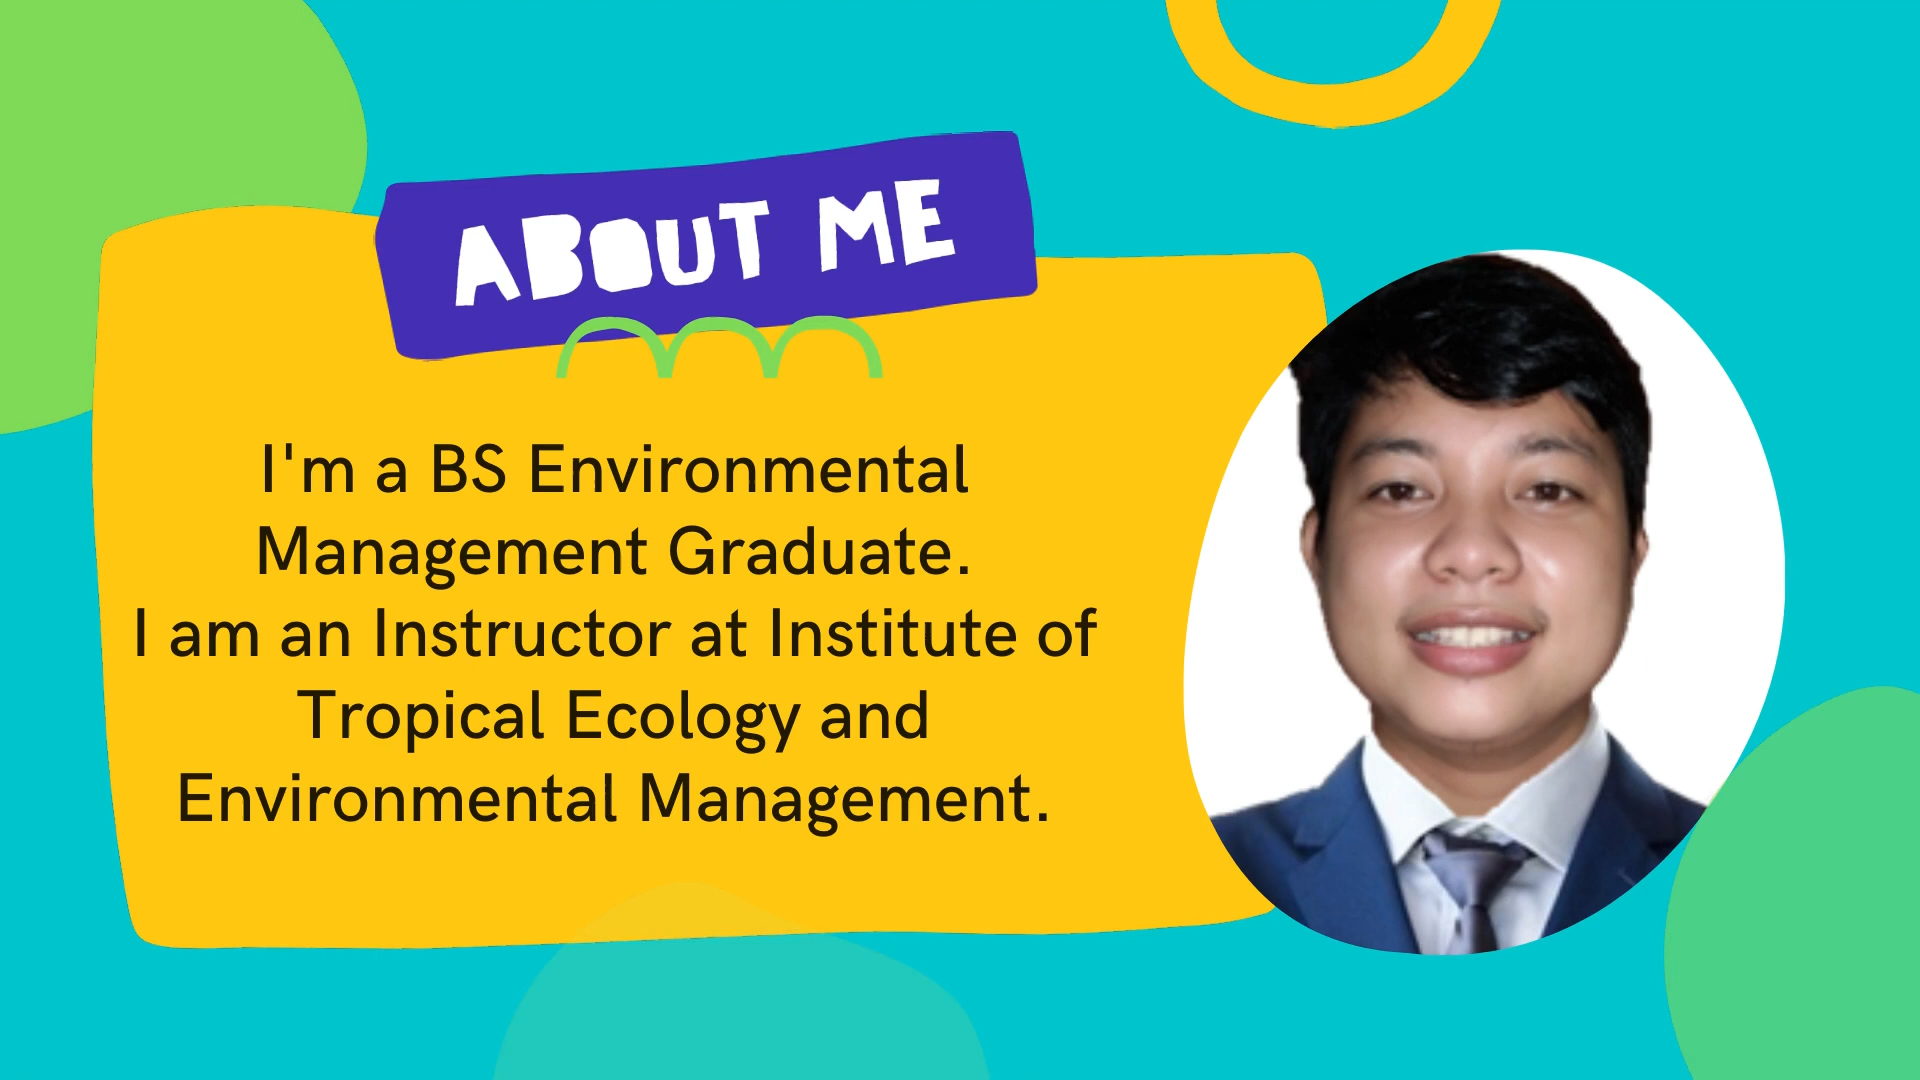 ABOUT ME
I'm a BS Environmental
Management Graduate.
I am an Instructor at Institute of
Tropical Ecology and
Environmental Management.